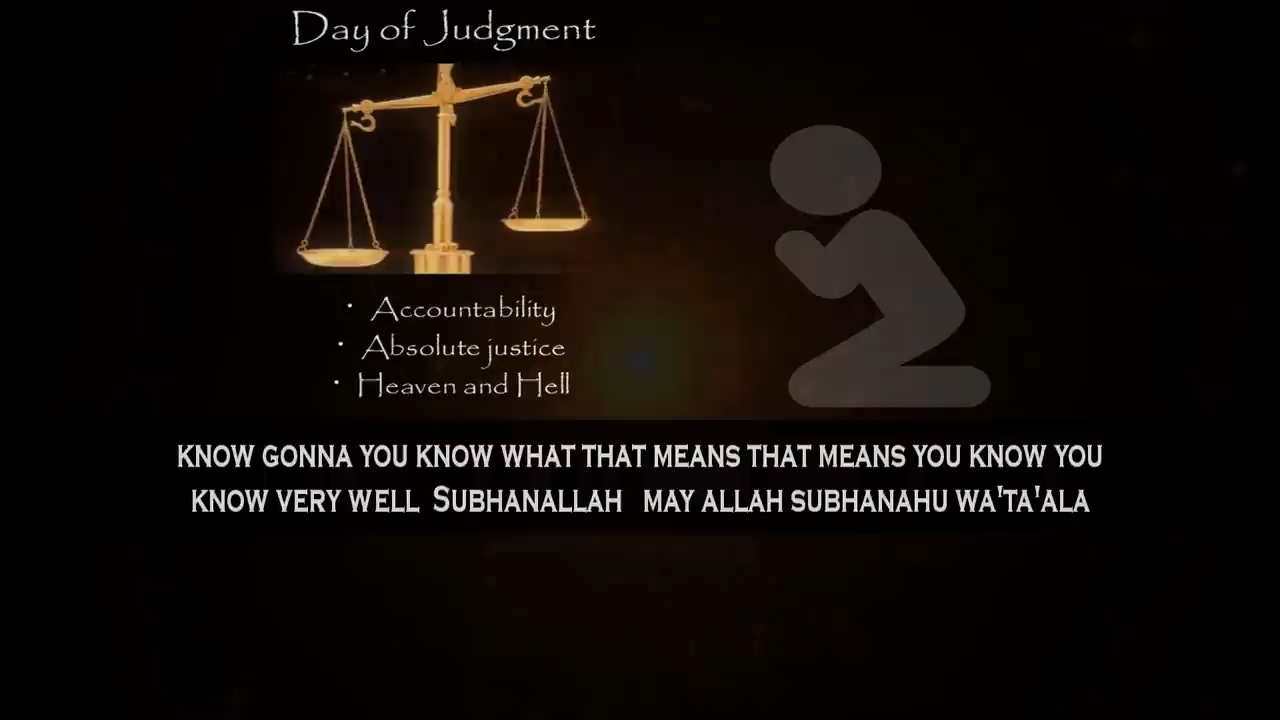 Day of Judgment
· Accountability
· Absolute justice
· Heaven and Hell
KNOW GONNA YOU KNOW WHAT THAT MEANS THAT MEANS YOU KNOW YOU
KNOW VERY WELL SUBHANALLAH MAY ALLAH SUBHANAHU WA'TA'ALA